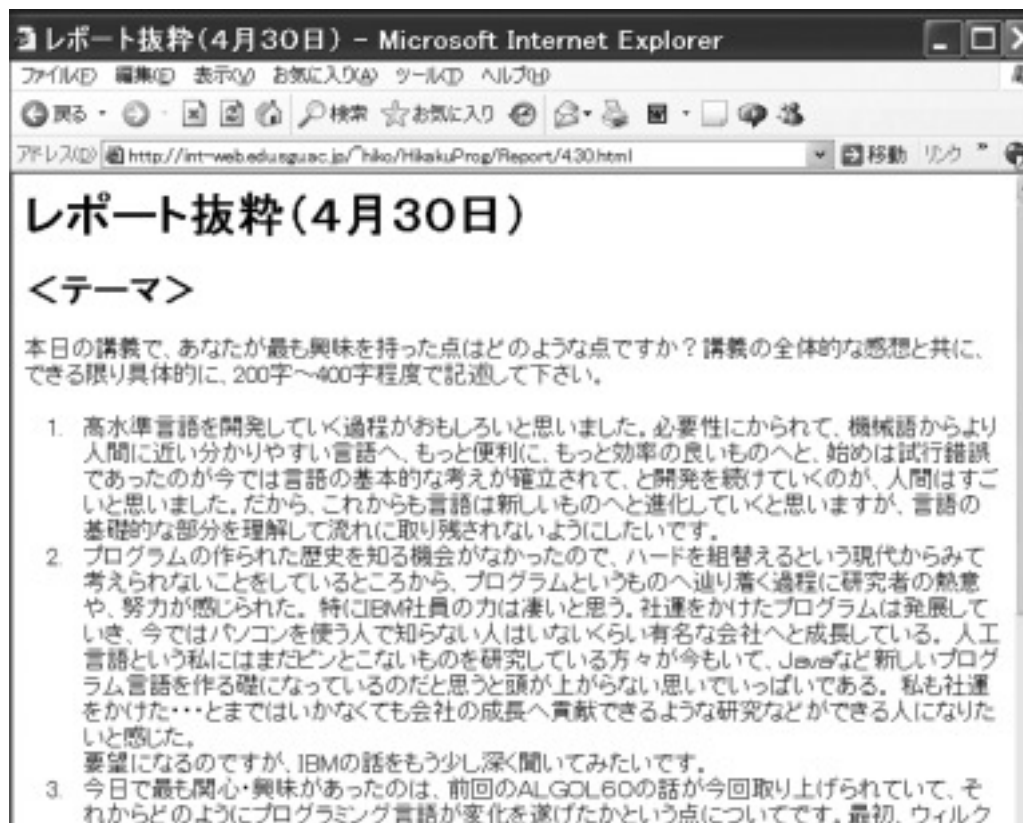 レポート抜粋(4月30日) - Microsoft Internet Explorer
ファイル(F) 編集(E) 表示(V) お気に入り(A) ツール(T) ヘルプ(H)
戻る 検索 お気に入り
アドレス(D) http://int-web.edu.sgu.ac.jp/~hiko/HikakuProg/Report/430.html 移動 リンク »
レポート抜粋(4月30日)
<テーマ>
本日の講義で、あなたが最も興味を持った点はどのような点ですか?講義の全体的な感想と共に、
できる限り具体的に、200字~400字程度で記述して下さい。
1. 高水準言語を開発していく過程がおもしろいと思いました。必要性にかられて、機械語からより
人間に近い分かりやすい言語へ、もっと便利に、もっと効率の良いものへと、始めは試行錯誤
であったのが今では言語の基本的な考えが確立されて、と開発を続けていくのが、人間はすご
いと思いました。だから、これからも言語は新しいものへと進化していくと思いますが、言語の
基礎的な部分を理解して流れに取り残されないようにしたいです。
2. プログラムの作られた歴史を知る機会がなかったので、ハードを組替えるという現代からみて
考えられないことをしているところから、プログラムというものへ辿り着く過程に研究者の熱意
や、努力が感じられた。特にIBM社員の力は凄いと思う。社運をかけたプログラムは発展して
いき、今ではパソコンを使う人で知らない人はいないくらい有名な会社へと成長している。人工
言語という私にはまだピンとこないものを研究している方々が今もいて、Javaなど新しいプログ
ラム言語を作る礎になっているのだと思うと頭が上がらない思いでいっぱいである。私も社運
をかけた・・・とまではいかなくても会社の成長へ貢献できるような研究などができる人になりた
いと感じた。
要望になるのですが、IBMの話をもう少し深く聞いてみたいです。
3. 今日で最も関心・興味があったのは、前回のALGOL60の話が今回取り上げられていて、そ
れからどのようにプログラミング言語が変化を遂げたかという点についてです。最初、ウィルク